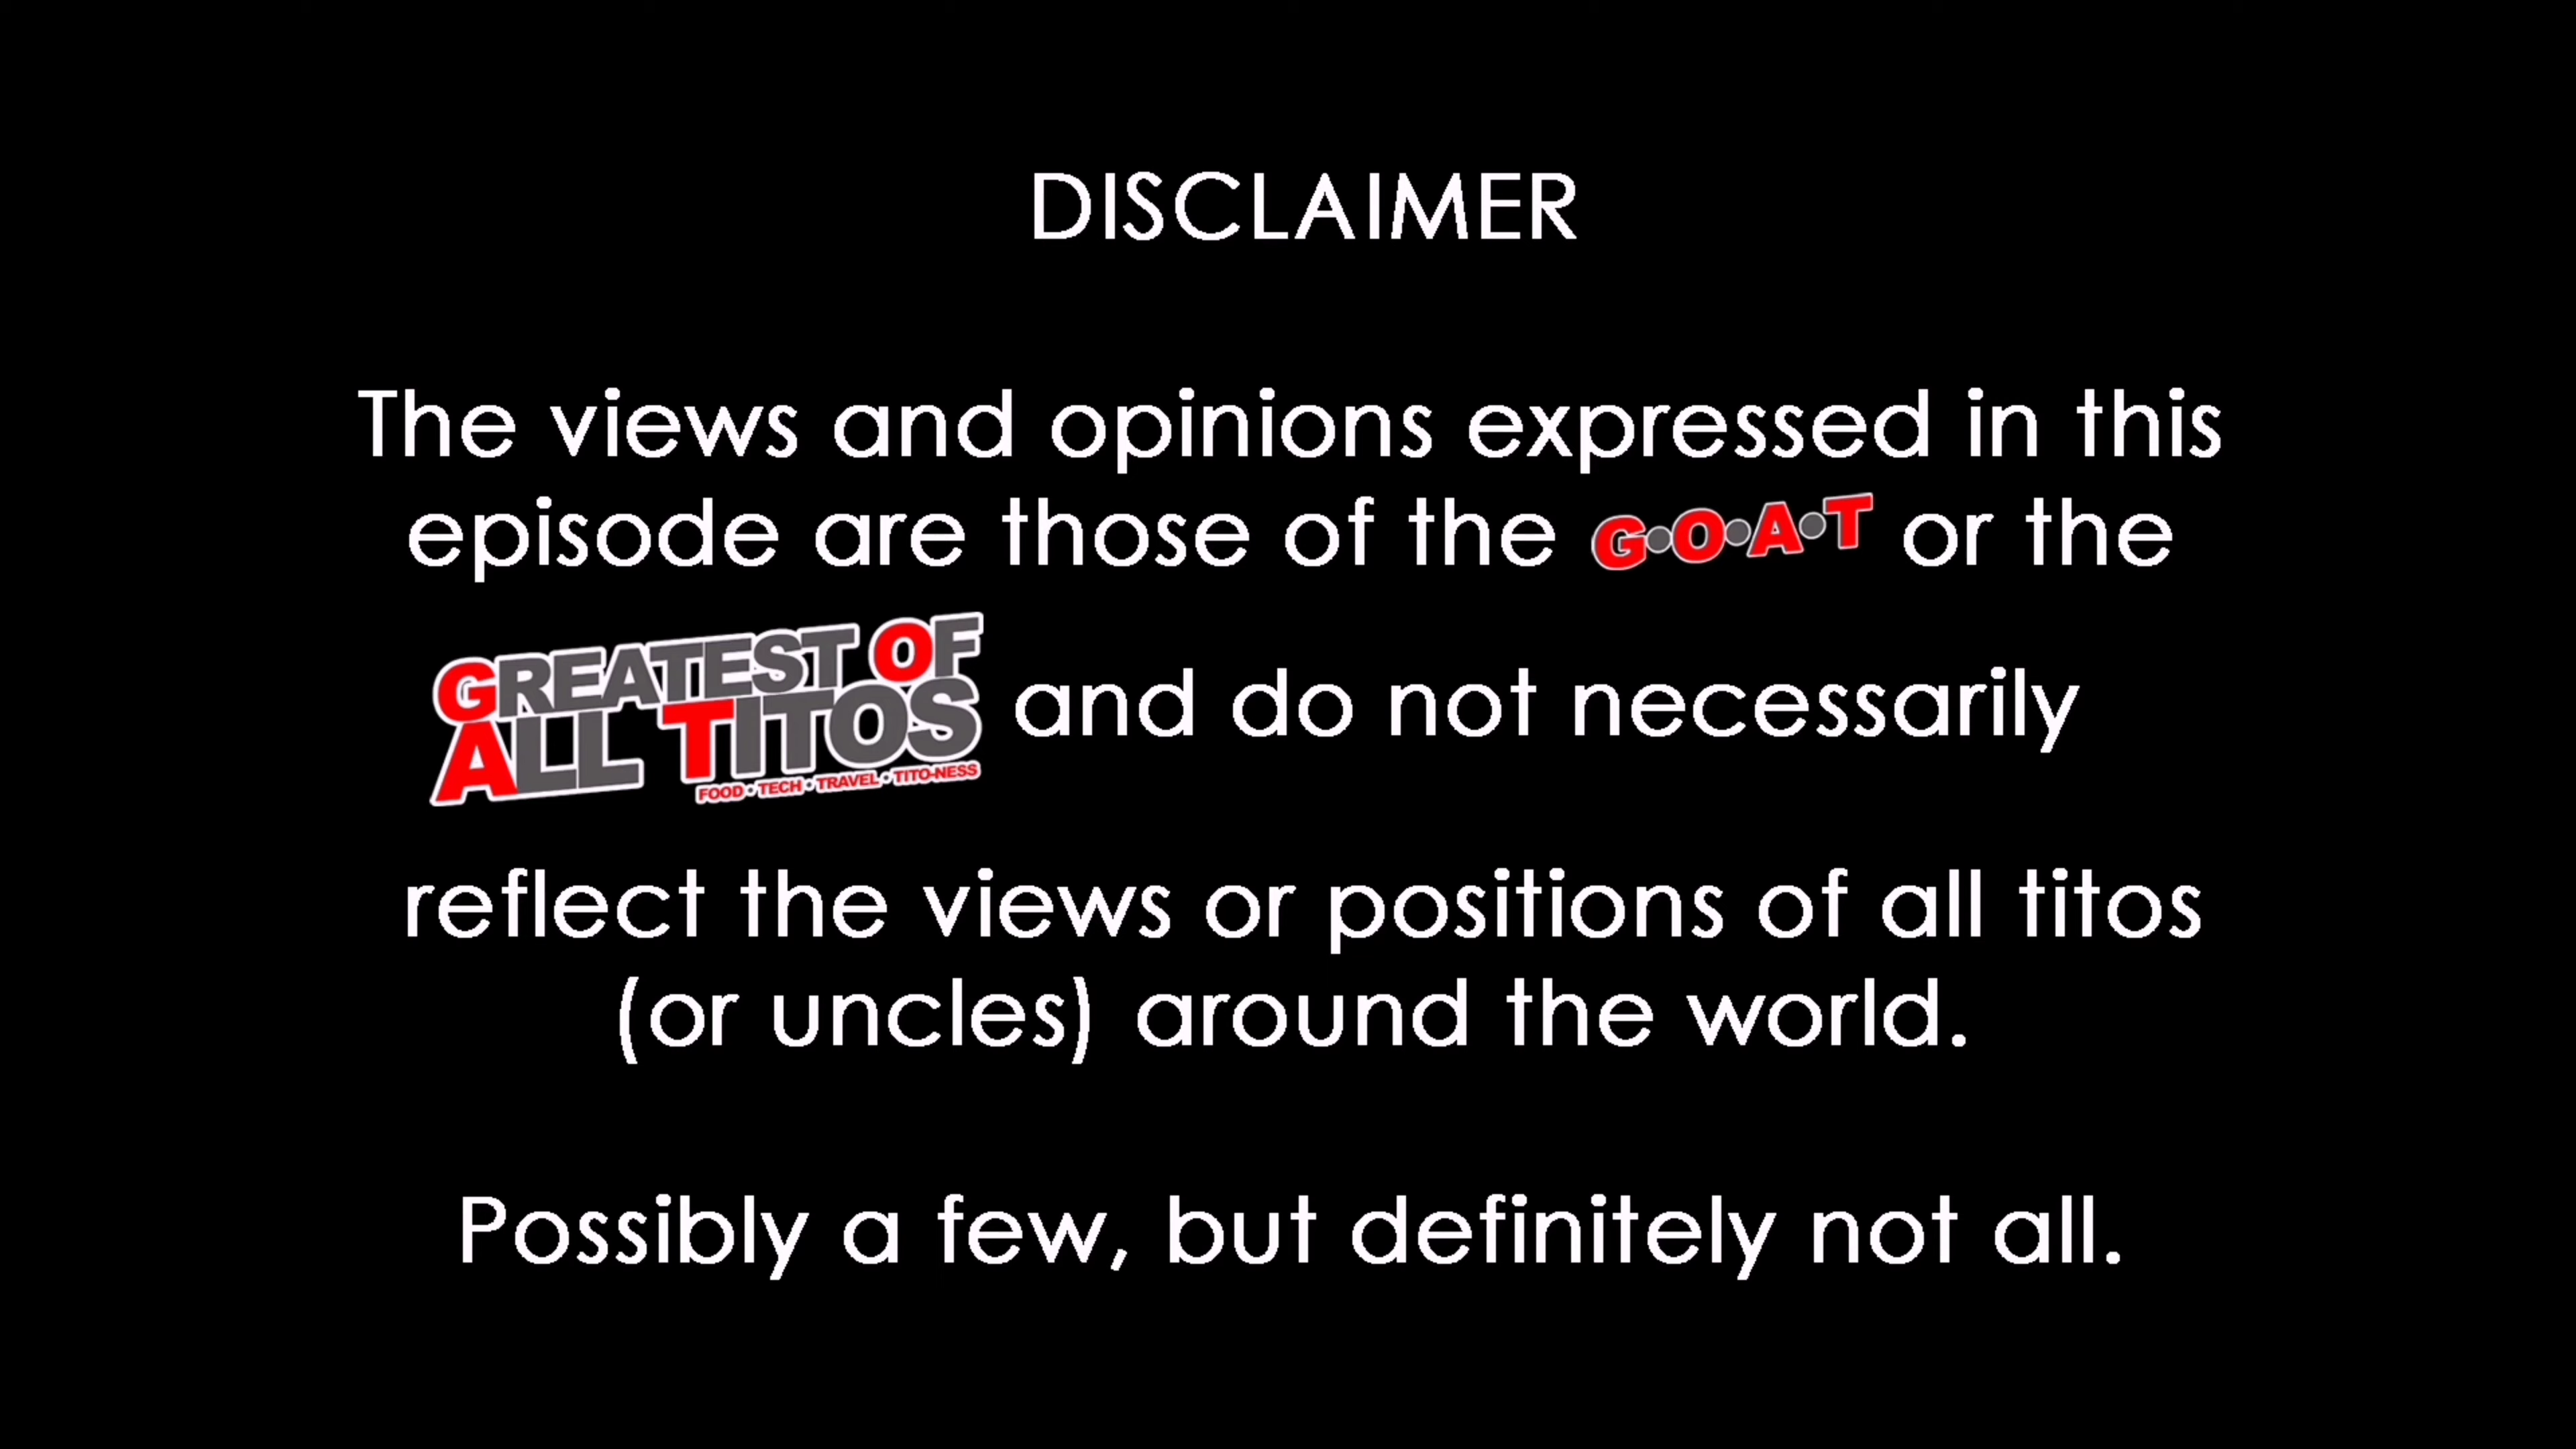 DISCLAIMER
The views and opinions expressed in this
episode are those of the G•O•A•T or the
GREATEST OF
ALL TITOS
FOOD • TECH • TRAVEL • TITO-NESS
and do not necessarily
reflect the views or positions of all titos
(or uncles) around the world.
Possibly a few, but definitely not all.